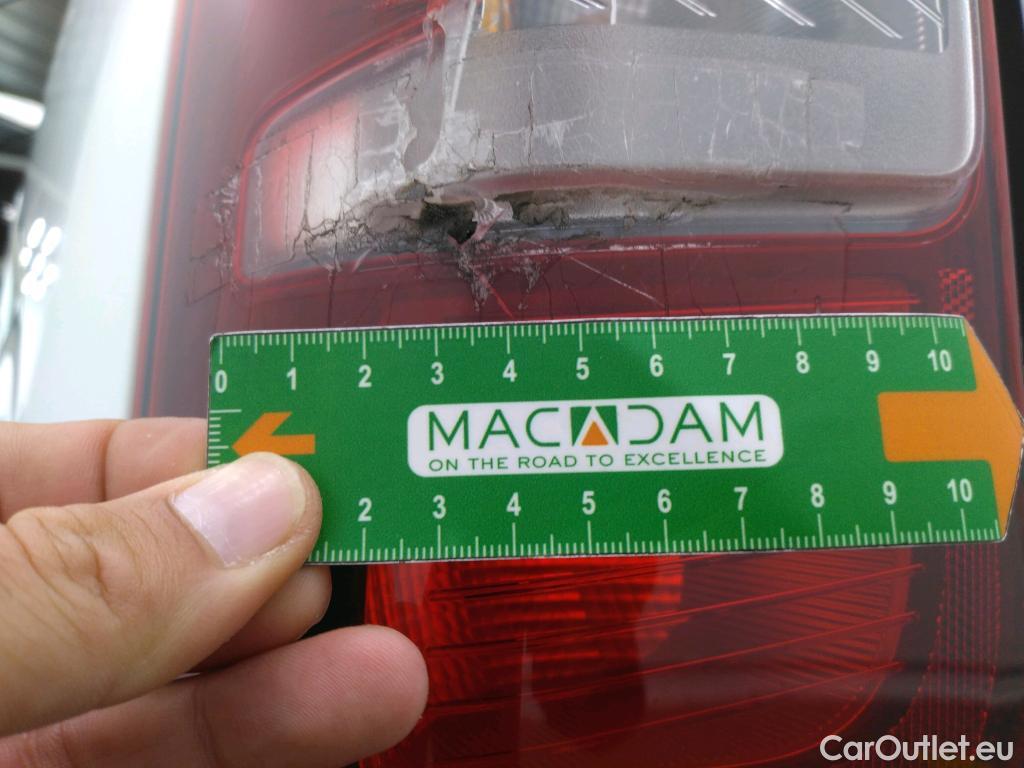 0 1 2 3 4 5 6 7 8 9 10
MACADAM
ON THE ROAD TO EXCELLENCE
2 3 4 5 6 7 8 9 10
CarOutlet.eu